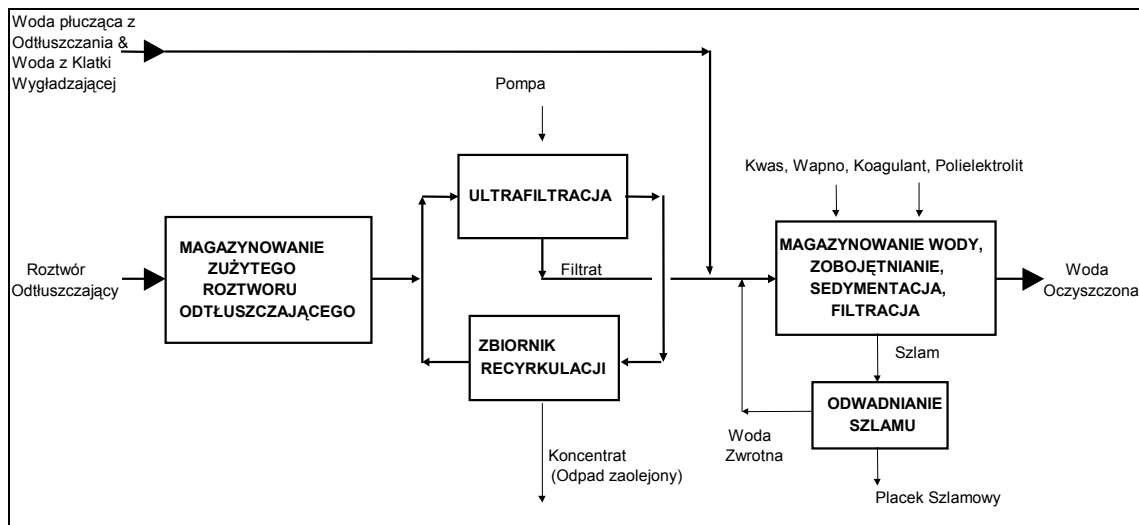 Woda płucząca z
Odtłuszczania &
Woda z Klatki
Wygładzającej
Pompa
Kwas, Wapno, Koagulant, Polielektrolit
ULTRAFILTRACJA
MAGAZYNOWANIE
ZUŻYTEGO
ROZTWORU
ODTŁUSZCZAJĄCEGO
MAGAZYNOWANIE WODY,
ZOBOJĘTNIANIE,
SEDYMENTACJA,
FILTRACJA
Roztwór
Odtłuszczający
Filtrat
Woda
Oczyszczona
ZBIORNIK
RECYRKULACJI
Szlam
ODWADNIANIE
SZLAMU
Woda
Zwrotna
Koncentrat
(Odpad zaolejony)
Placek Szlamowy